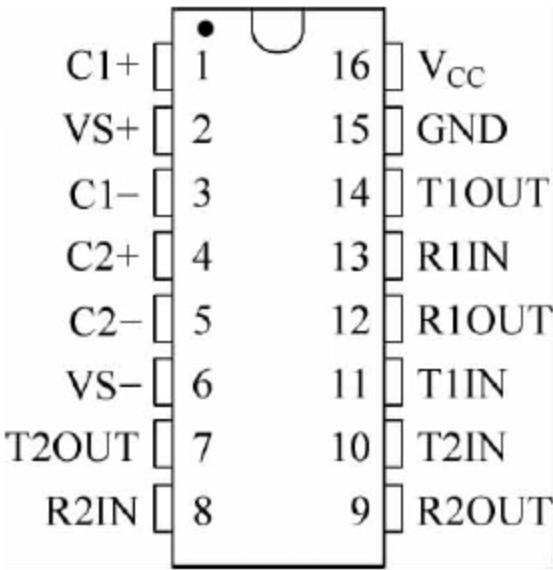 C1+ 1 16 VCC
VS+ 2 15 GND
C1− 3 14 T1OUT
C2+ 4 13 R1IN
C2− 5 12 R1OUT
VS− 6 11 T1IN
T2OUT 7 10 T2IN
R2IN 8 9 R2OUT